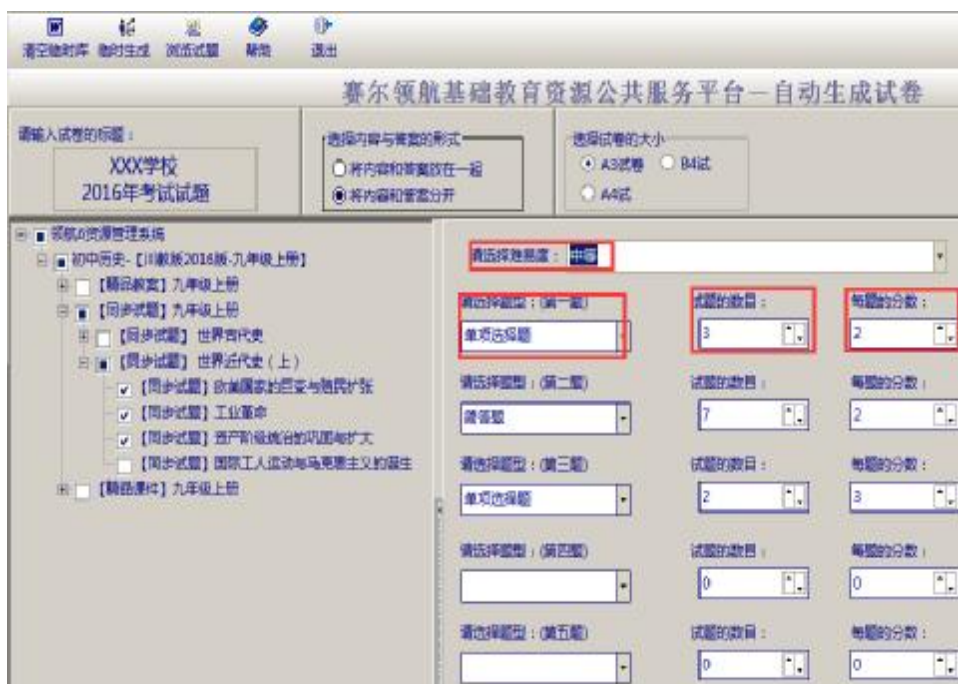 清空临时库 临时生成 浏览试题 帮助 退出
赛尔领航基础教育资源公共服务平台—自动生成试卷
请输入试卷的标题：
XXX学校
2016年考试试题
选择内容与答案的形式
将内容和答案放在一起
将内容和答案分开
选择试卷的大小
A3试卷 B4试
A4试
领航v6资源管理系统
初中历史-【川教版2016版-九年级上册】
【精品教案】九年级上册
【同步试题】九年级上册
【同步试题】世界古代史
【同步试题】世界近代史（上）
【同步试题】欧美国家的巨变与殖民扩张
【同步试题】工业革命
【同步试题】资产阶级统治的巩固与扩大
【同步试题】国际工人运动与马克思主义的诞生
【精品课件】九年级上册
请选择难易度： 中等
请选择题型：(第一题) 试题的数目： 每题的分数：
单项选择题 3 2
请选择题型：(第二题) 试题的数目： 每题的分数：
简答题 7 2
请选择题型：(第三题) 试题的数目： 每题的分数：
单项选择题 2 3
请选择题型：(第四题) 试题的数目： 每题的分数：
0 0
请选择题型：(第五题) 试题的数目： 每题的分数：
0 0